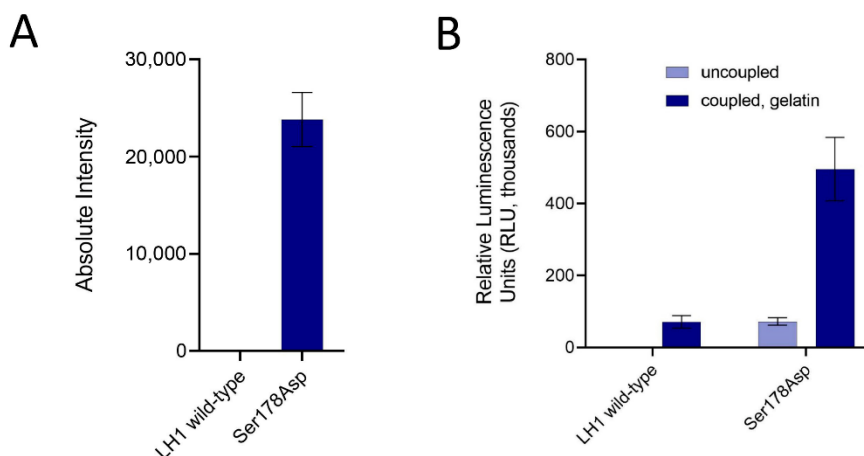 A
Absolute Intensity
30,000
20,000
10,000
0
LH1 wild-type
Ser178Asp
B
Relative Luminescence
Units (RLU, thousands)
800
600
400
200
0
uncoupled
coupled, gelatin
LH1 wild-type
Ser178Asp